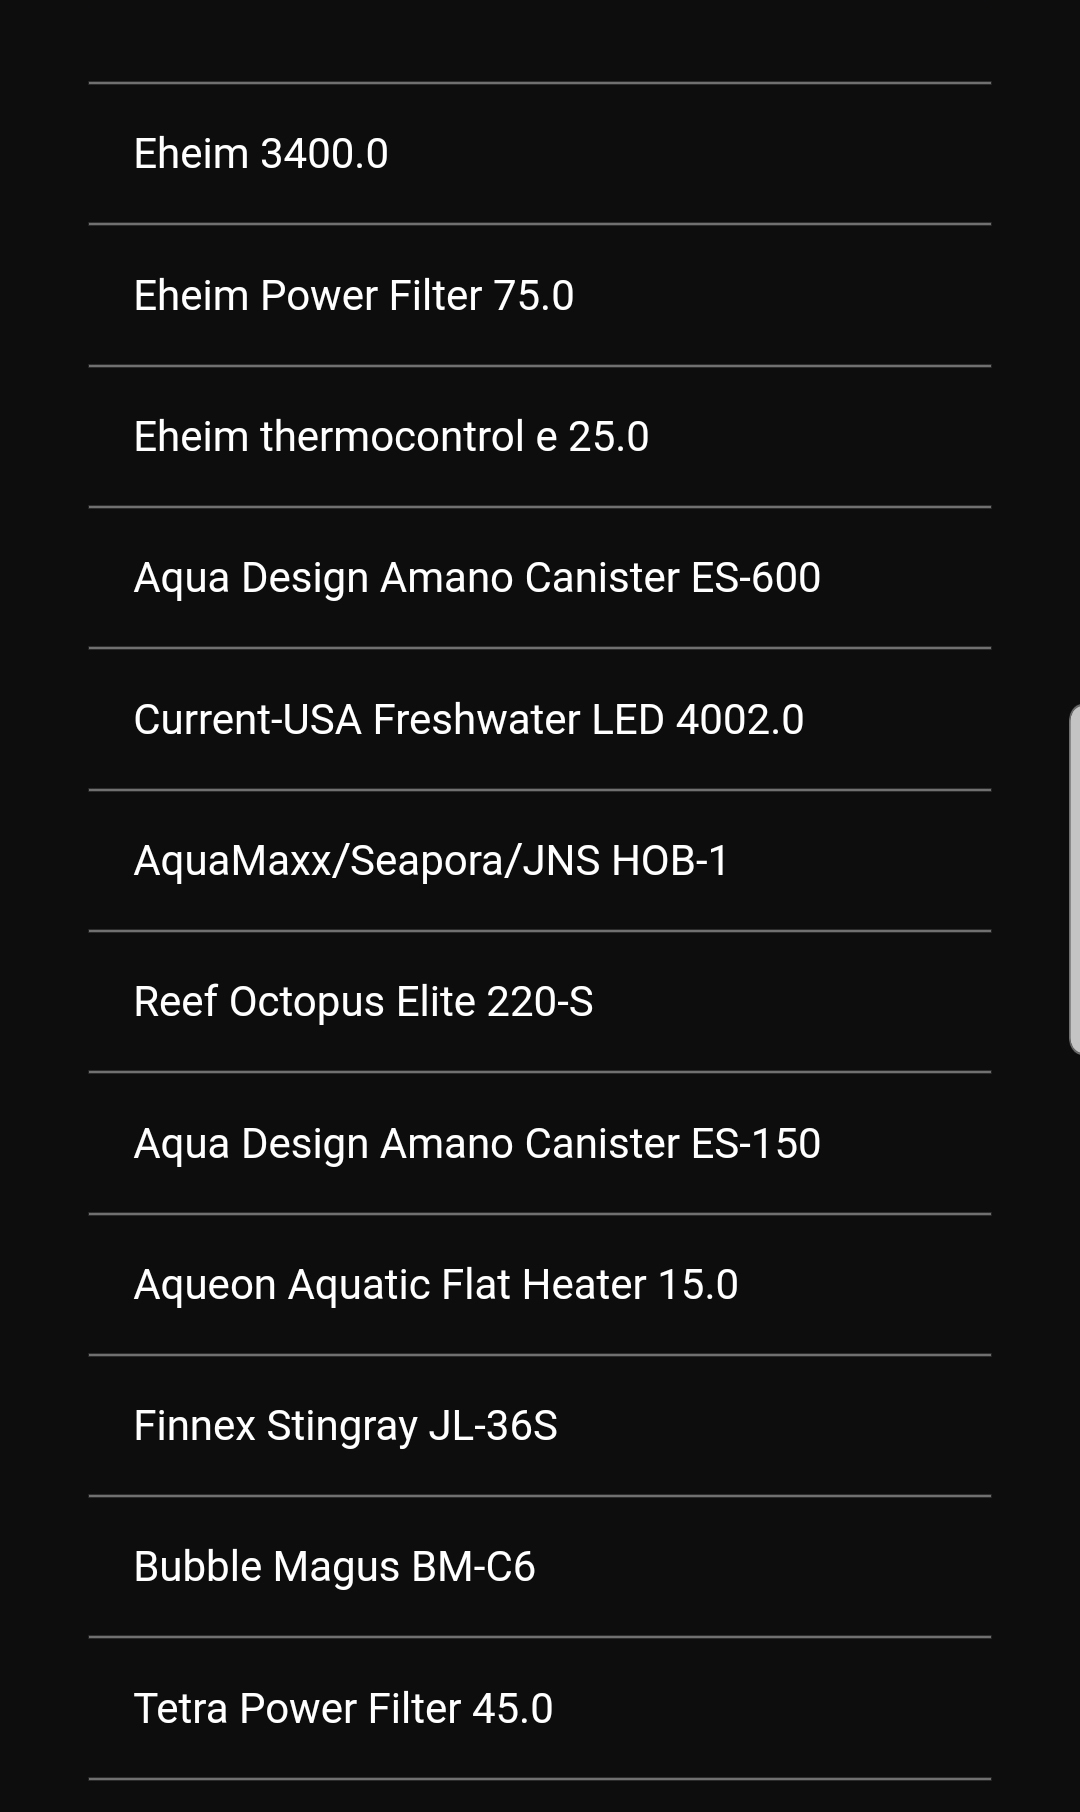 Eheim 3400.0
Eheim Power Filter 75.0
Eheim thermocontrol e 25.0
Aqua Design Amano Canister ES-600
Current-USA Freshwater LED 4002.0
AquaMaxx/Seapora/JNS HOB-1
Reef Octopus Elite 220-S
Aqua Design Amano Canister ES-150
Aqueon Aquatic Flat Heater 15.0
Finnex Stingray JL-36S
Bubble Magus BM-C6
Tetra Power Filter 45.0